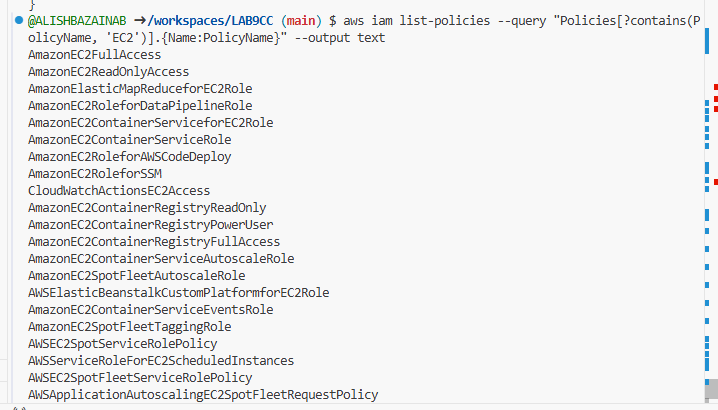 }
@ALISHBAZAINAB ➜/workspaces/LAB9CC (main) $ aws iam list-policies --query "Policies[?contains(P
olicyName, 'EC2')].{Name:PolicyName}" --output text
AmazonEC2FullAccess
AmazonEC2ReadOnlyAccess
AmazonElasticMapReduceforEC2Role
AmazonEC2RoleforDataPipelineRole
AmazonEC2ContainerServiceforEC2Role
AmazonEC2ContainerServiceRole
AmazonEC2RoleforAWSCodeDeploy
AmazonEC2RoleforSSM
CloudWatchActionsEC2Access
AmazonEC2ContainerRegistryReadOnly
AmazonEC2ContainerRegistryPowerUser
AmazonEC2ContainerRegistryFullAccess
AmazonEC2ContainerServiceAutoscaleRole
AmazonEC2SpotFleetAutoscaleRole
AWSElasticBeanstalkCustomPlatformforEC2Role
AmazonEC2ContainerServiceEventsRole
AmazonEC2SpotFleetTaggingRole
AWSEC2SpotServiceRolePolicy
AWSServiceRoleForEC2ScheduledInstances
AWSEC2SpotFleetServiceRolePolicy
AWSApplicationAutoscalingEC2SpotFleetRequestPolicy